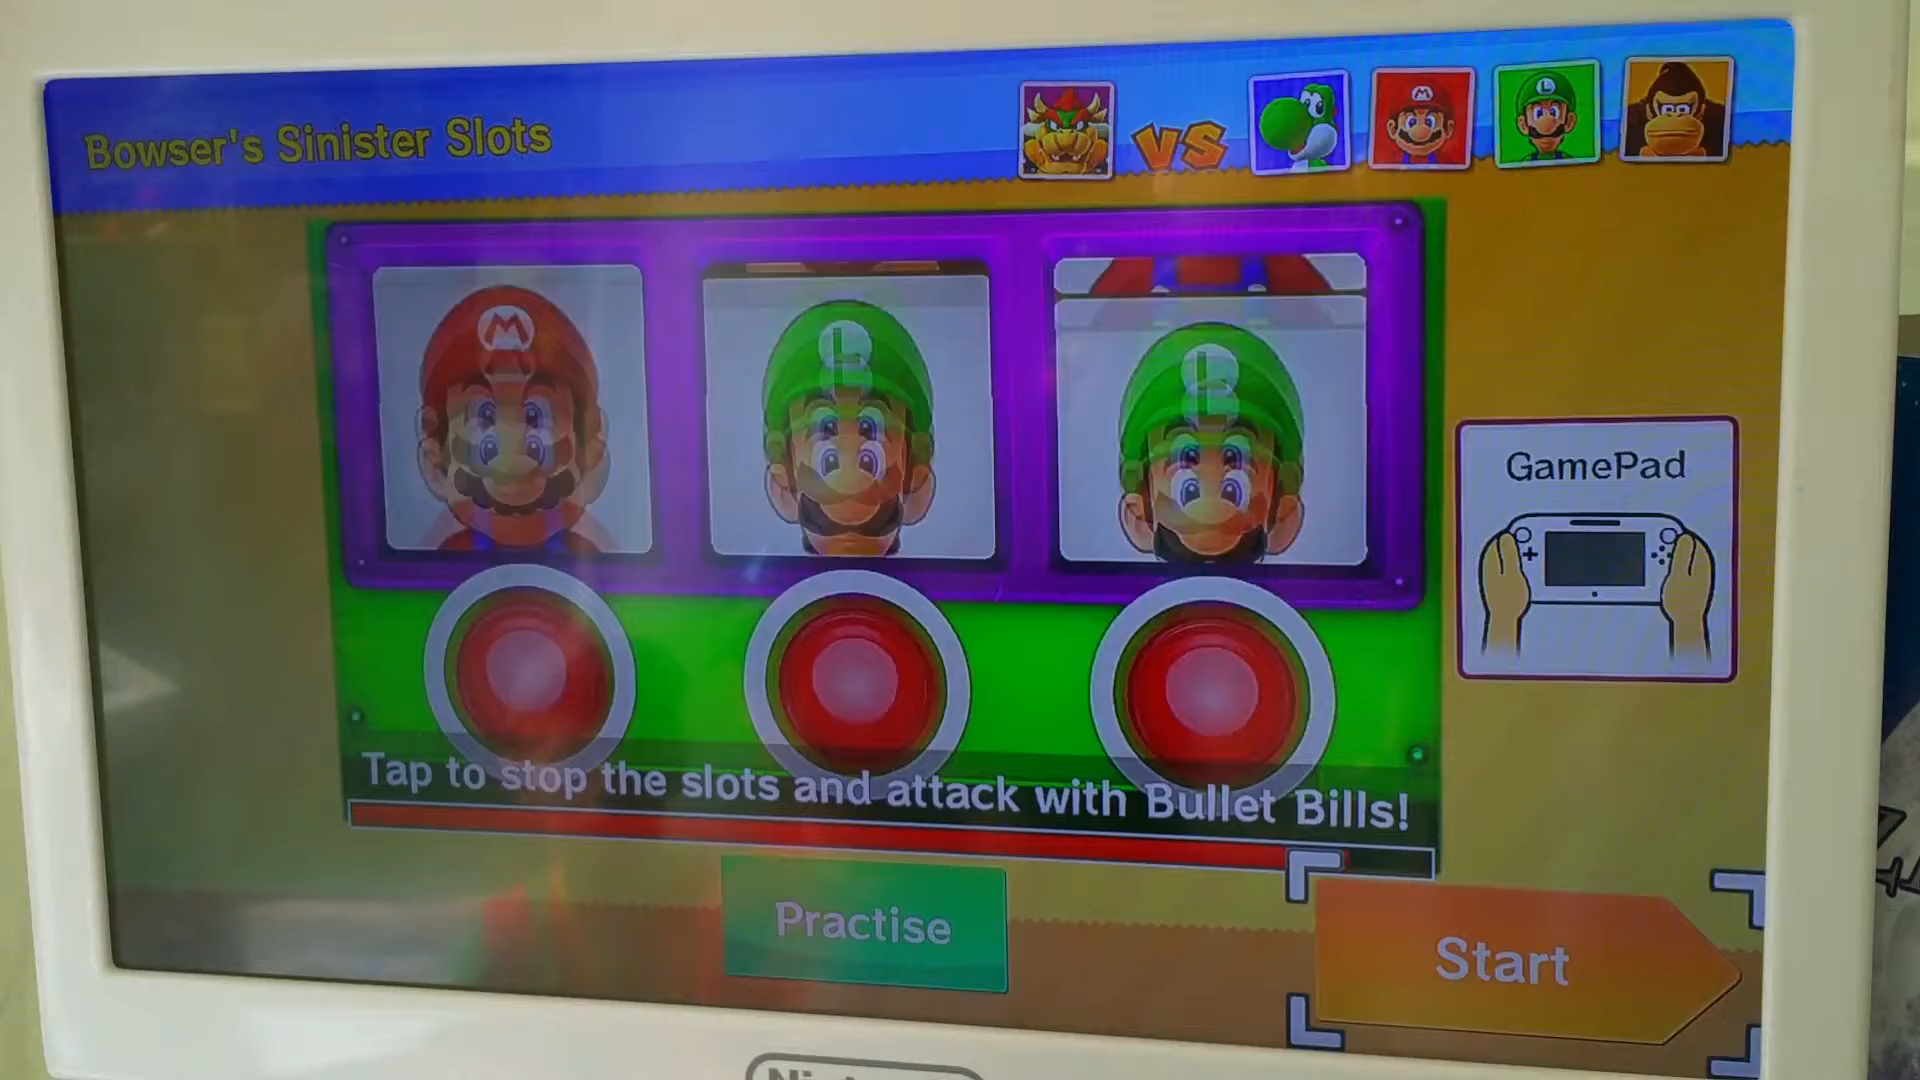 Bowser's Sinister Slots
VS
M
L
L
GamePad
Tap to stop the slots and attack with Bullet Bills!
Practise
Start